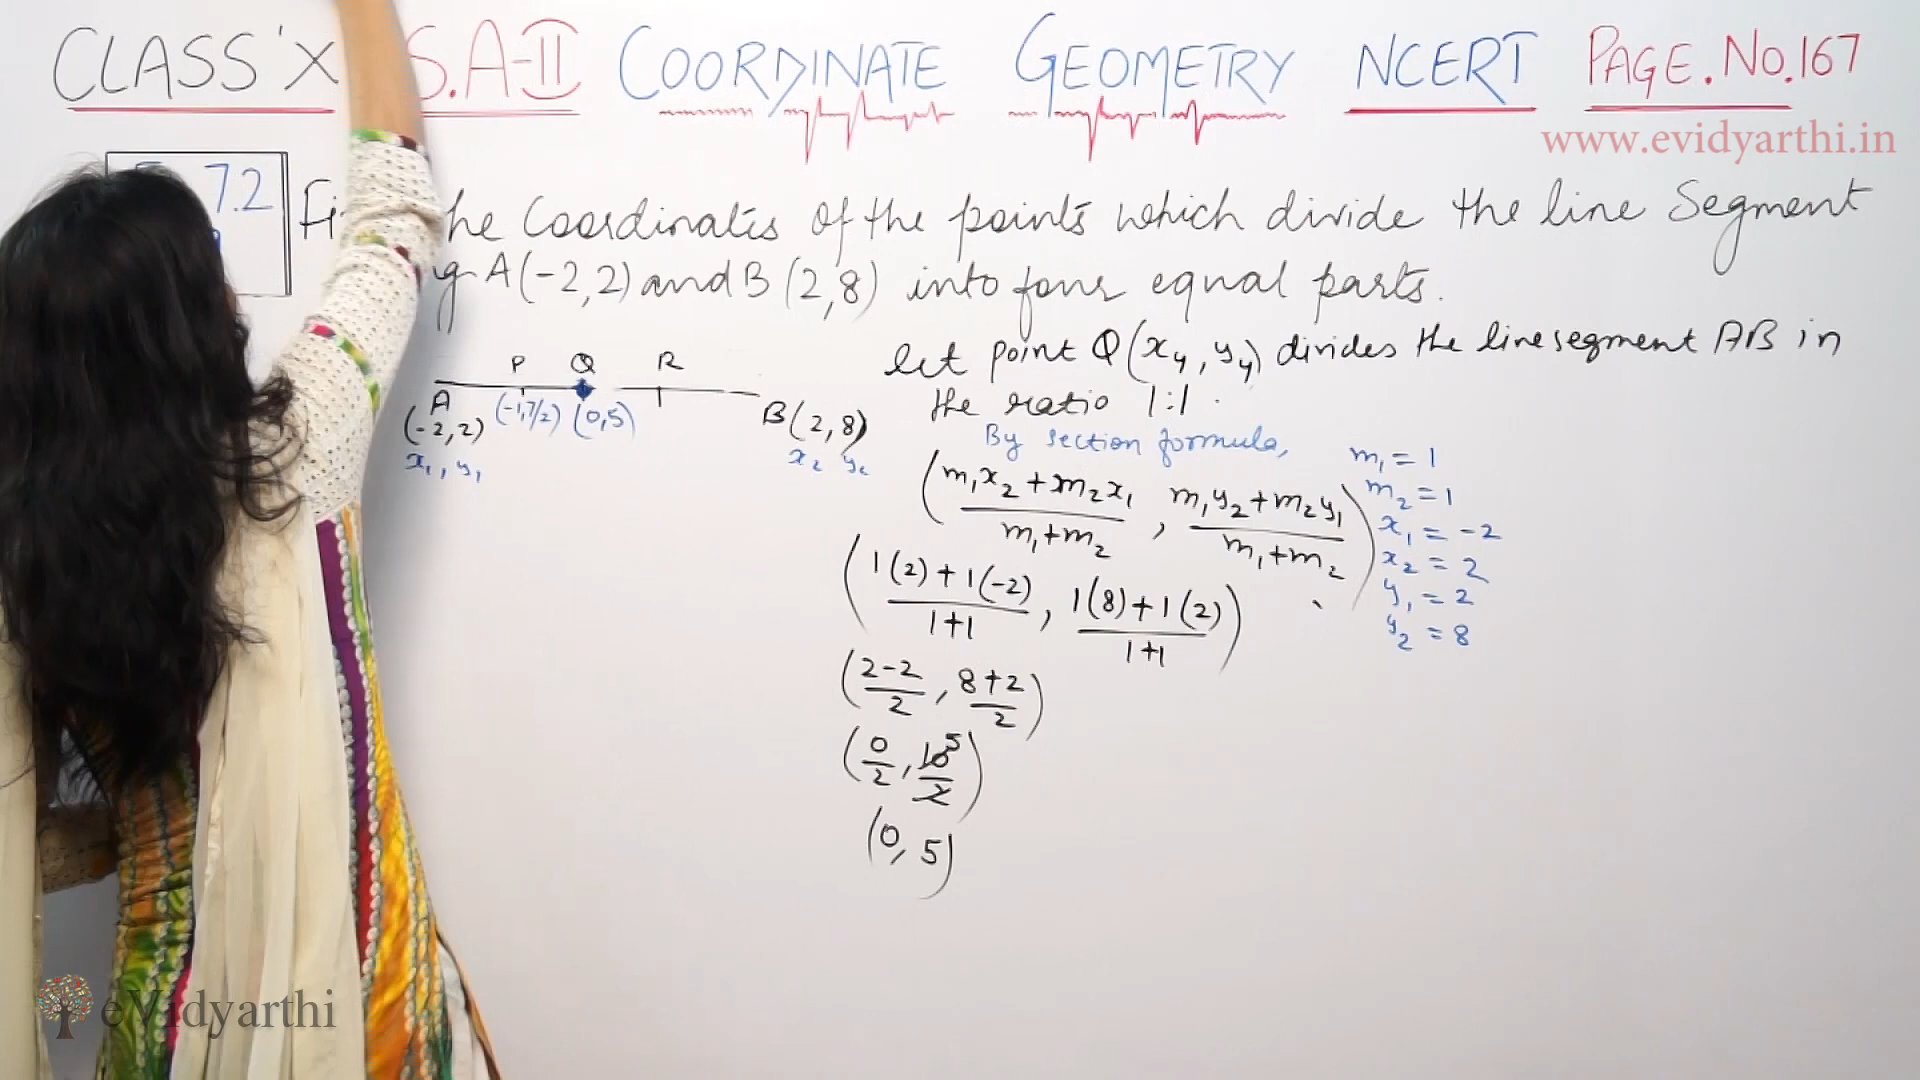 CLASS 'X S.A-II COORDINATE GEOMETRY NCERT PAGE.NO.167
www.evidyarthi.in
7.2
the Coordinates of the points which divide the line Segment
A(-2,2) and B (2,8) into four equal parts.
let point Q(x₄, y₄) divides the line segment AB in
the ratio 1:1.
P Q R
A (-1,7/2) (0,5) B(2,8)
(-2,2)
x₁, y₁ x₂ y₂
By section formula,
(m₁x₂+m₂x₁/m₁+m₂, m₁y₂+m₂y₁/m₁+m₂)
m₁ = 1
m₂ = 1
x₁ = -2
x₂ = 2
y₁ = 2
y₂ = 8
(1(2)+1(-2)/1+1, 1(8)+1(2)/1+1)
(2-2/2, 8+2/2)
(0/2, 10/2) 5
(0, 5)
eVidyarthi